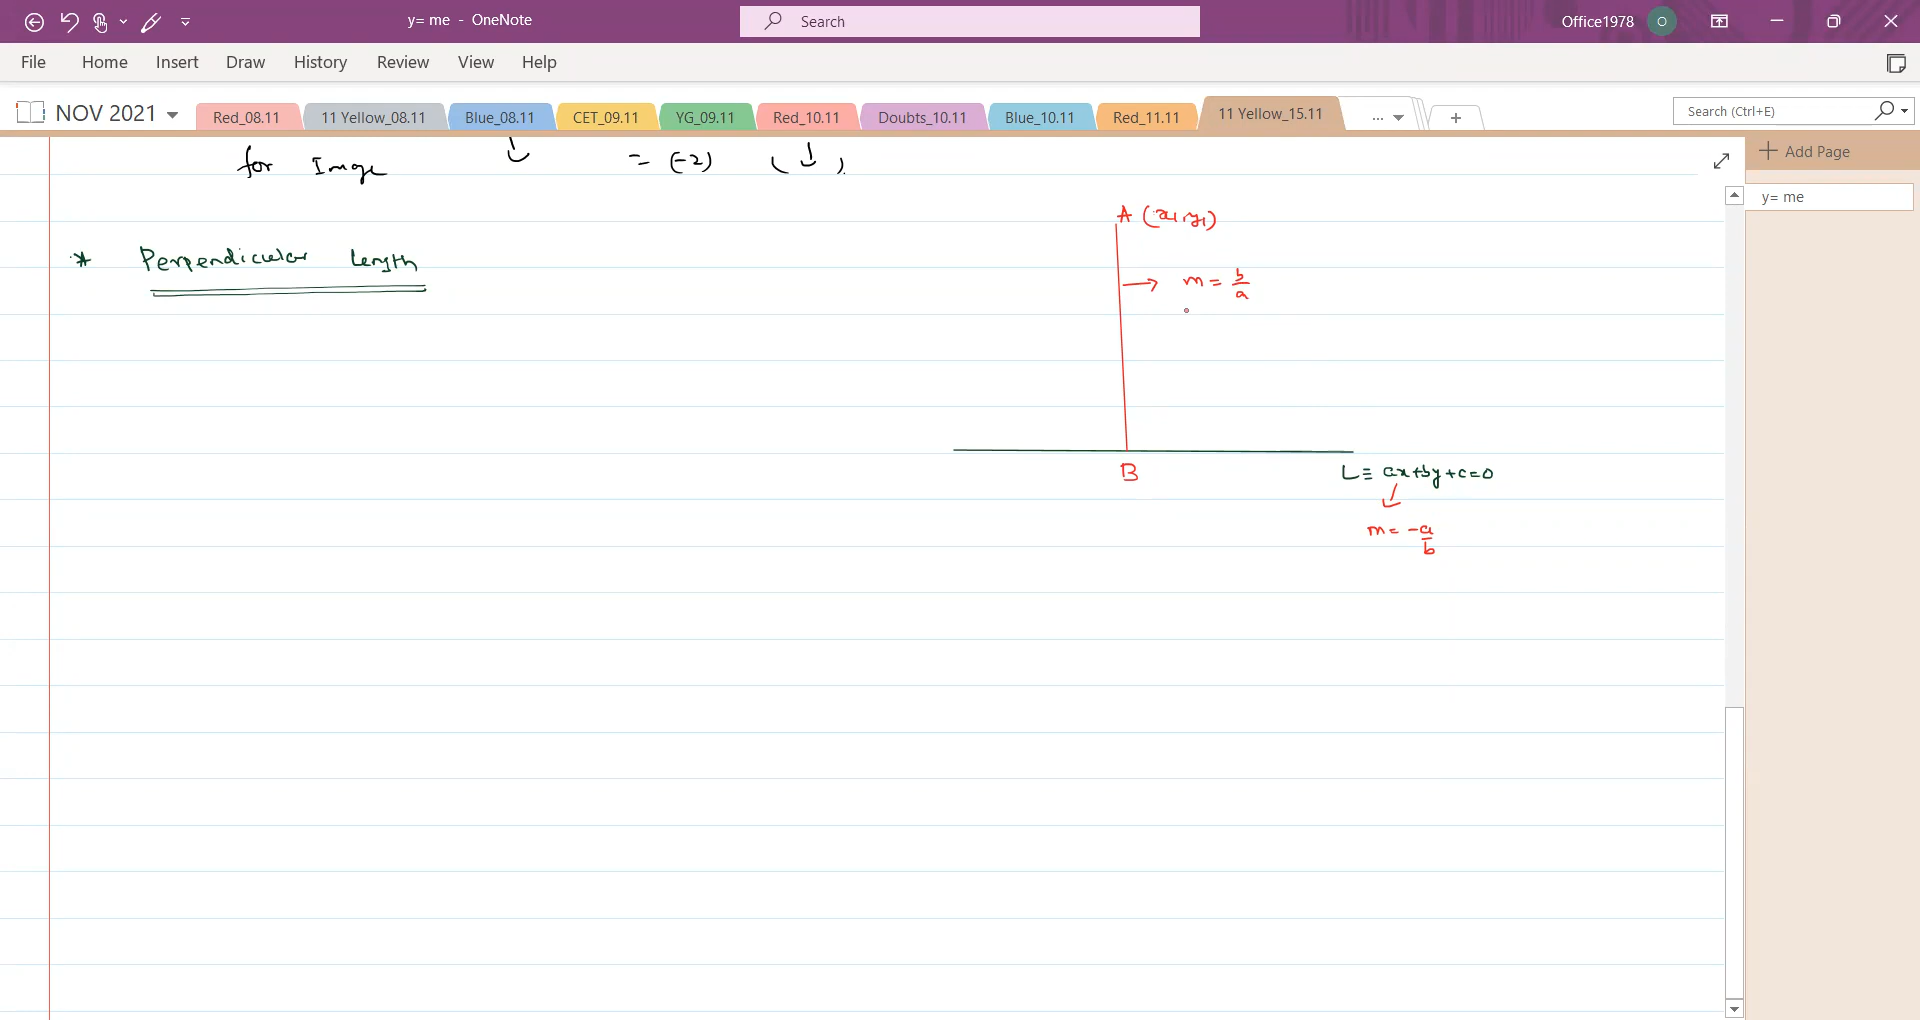 y= me - OneNote
Search
Office1978
O
File Home Insert Draw History Review View Help
NOV 2021
Red_08.11
11 Yellow_08.11
Blue_08.11
CET_09.11
YG_09.11
Red_10.11
Doubts_10.11
Blue_10.11
Red_11.11
11 Yellow_15.11
...
+
Search (Ctrl+E)
Add Page
y= me
for Image = (-2) ( )
* Perpendicular length
A (x1, y1)
m = b/a
B
L ≡ ax+by+c=0
m = -a/b